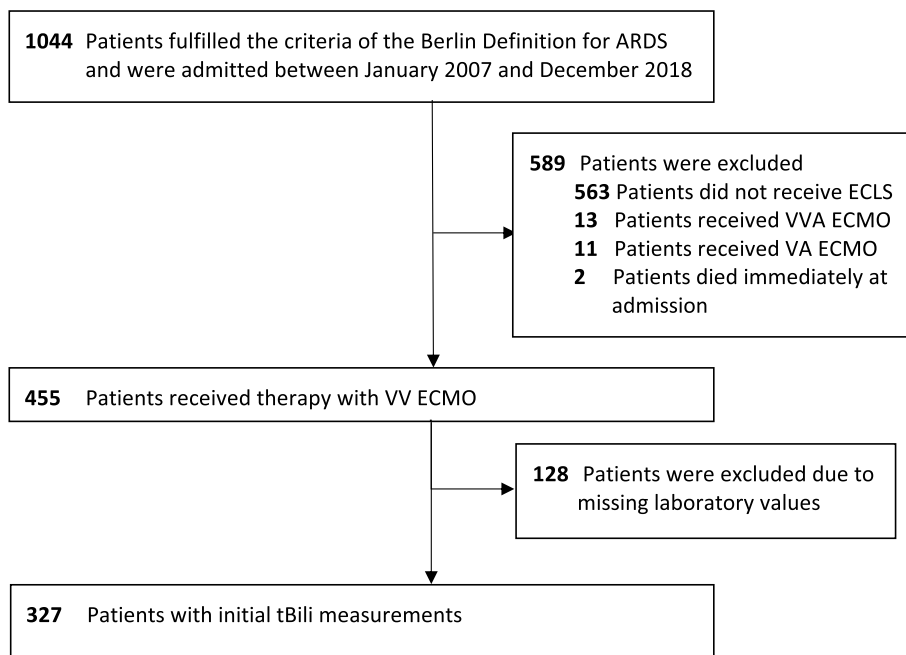 1044 Patients fulfilled the criteria of the Berlin Definition for ARDS
and were admitted between January 2007 and December 2018
589 Patients were excluded
563 Patients did not receive ECLS
13 Patients received VVA ECMO
11 Patients received VA ECMO
2 Patients died immediately at
admission
455 Patients received therapy with VV ECMO
128 Patients were excluded due to
missing laboratory values
327 Patients with initial tBili measurements